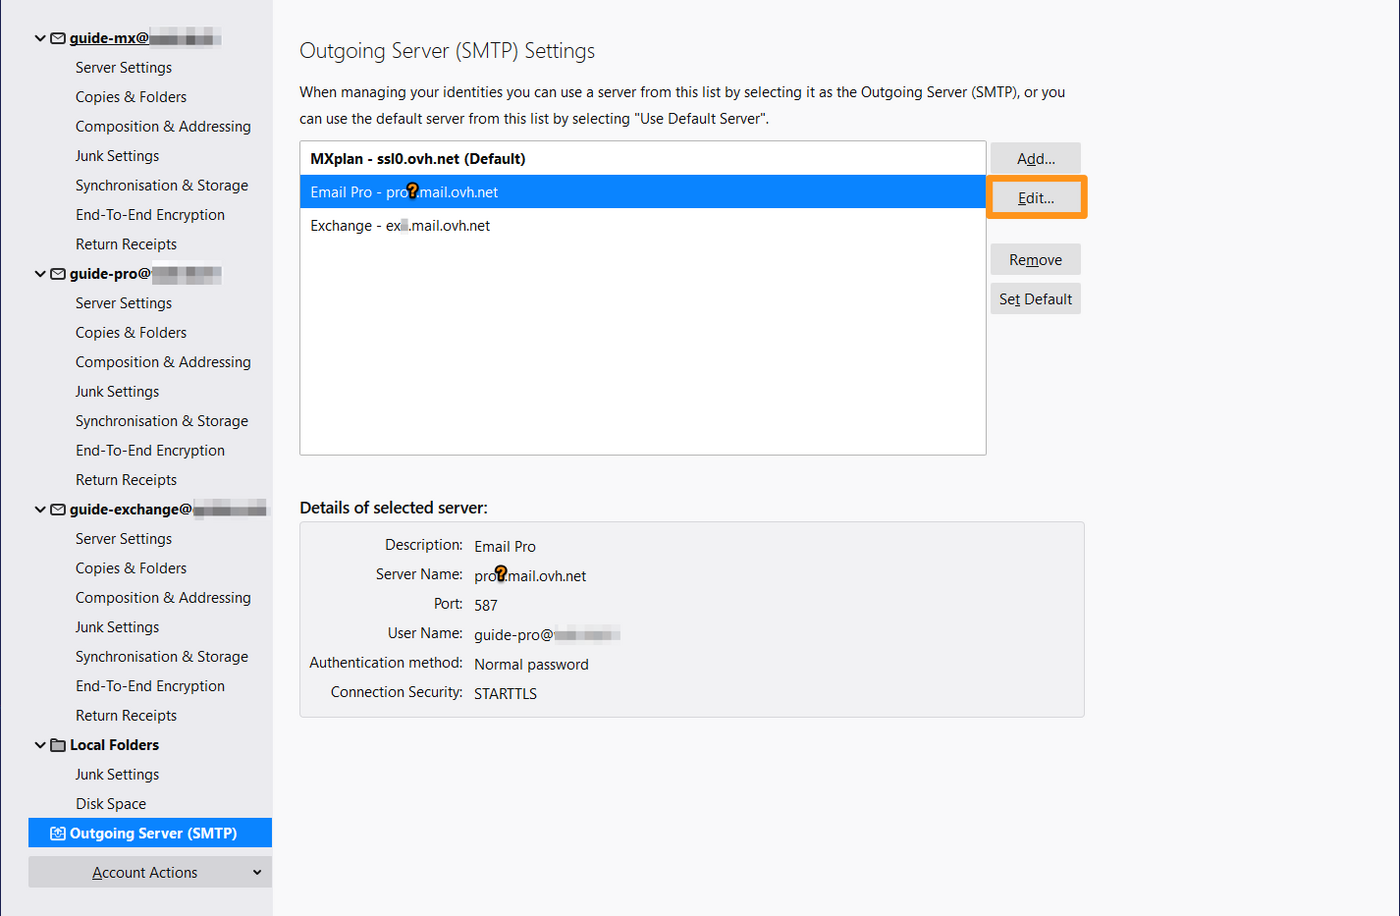 guide-mx@
Server Settings
Copies & Folders
Composition & Addressing
Junk Settings
Synchronisation & Storage
End-To-End Encryption
Return Receipts
guide-pro@
Server Settings
Copies & Folders
Composition & Addressing
Junk Settings
Synchronisation & Storage
End-To-End Encryption
Return Receipts
guide-exchange@
Server Settings
Copies & Folders
Composition & Addressing
Junk Settings
Synchronisation & Storage
End-To-End Encryption
Return Receipts
Local Folders
Junk Settings
Disk Space
Outgoing Server (SMTP)
Account Actions
Outgoing Server (SMTP) Settings
When managing your identities you can use a server from this list by selecting it as the Outgoing Server (SMTP), or you
can use the default server from this list by selecting "Use Default Server".
MXplan - ssl0.ovh.net (Default)
Email Pro - pro?.mail.ovh.net
Exchange - ex.mail.ovh.net
Add...
Edit...
Remove
Set Default
Details of selected server:
Description: Email Pro
Server Name: pro?.mail.ovh.net
Port: 587
User Name: guide-pro@
Authentication method: Normal password
Connection Security: STARTTLS